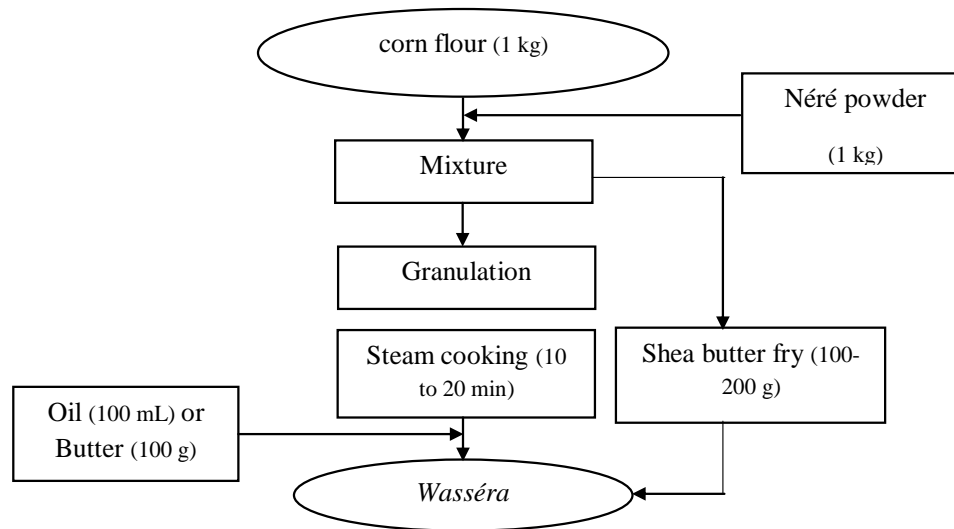 corn flour (1 kg)
Néré powder
(1 kg)
Mixture
Granulation
Steam cooking (10
to 20 min)
Shea butter fry (100-
200 g)
Oil (100 mL) or
Butter (100 g)
Wasséra